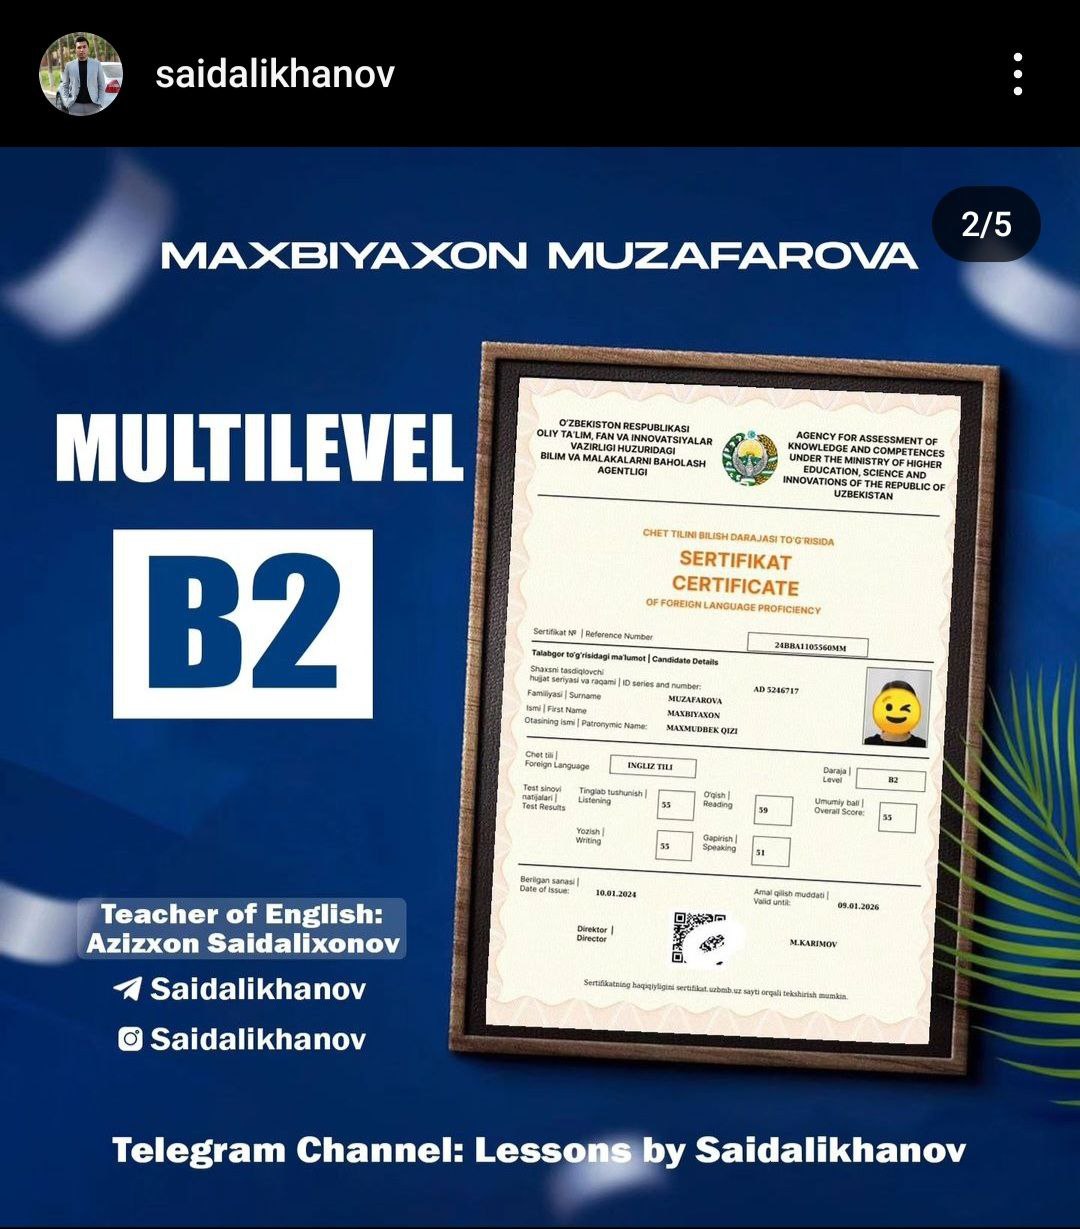 saidalikhanov
2/5
MAXBIYAXON MUZAFAROVA
MULTILEVEL
B2
O'ZBEKISTON RESPUBLIKASI
OLIY TA'LIM, FAN VA INNOVATSIYALAR
VAZIRLIGI HUZURIDAGI
BILIM VA MALAKALARNI BAHOLASH
AGENTLIGI
AGENCY FOR ASSESSMENT OF
KNOWLEDGE AND COMPETENCES
UNDER THE MINISTRY OF HIGHER
EDUCATION, SCIENCE AND
INNOVATIONS OF THE REPUBLIC OF
UZBEKISTAN
CHET TILINI BILISH DARAJASI TO'G'RISIDA
SERTIFIKAT
CERTIFICATE
OF FOREIGN LANGUAGE PROFICIENCY
Sertifikat № | Reference Number 24BBA1105560MM
Talabgor to'g'risidagi ma'lumot | Candidate Details
Shaxsni tasdiqlovchi
hujjat seriyasi va raqami | ID series and number: AD 5246717
Familiyasi | Surname MUZAFAROVA
Ismi | First Name MAXBIYAXON
Otasining ismi | Patronymic Name: MAXMUDBEK QIZI
Chet tili |
Foreign Language INGLIZ TILI
Daraja |
Level B2
Test sinovi
natijalari |
Test Results
Tinglab tushunish |
Listening 55
O'qish |
Reading 59
Umumiy ball |
Overall Score: 55
Yozish |
Writing 55
Gapirish |
Speaking 51
Berilgan sanasi |
Date of Issue: 10.01.2024
Amal qilish muddati |
Valid until: 09.01.2026
Direktor |
Director
M.KARIMOV
Sertifikatning haqiqiyligini sertifikat.uzbmb.uz sayti orqali tekshirish mumkin.
Teacher of English:
Azizxon Saidalixonov
Saidalikhanov
Saidalikhanov
Telegram Channel: Lessons by Saidalikhanov